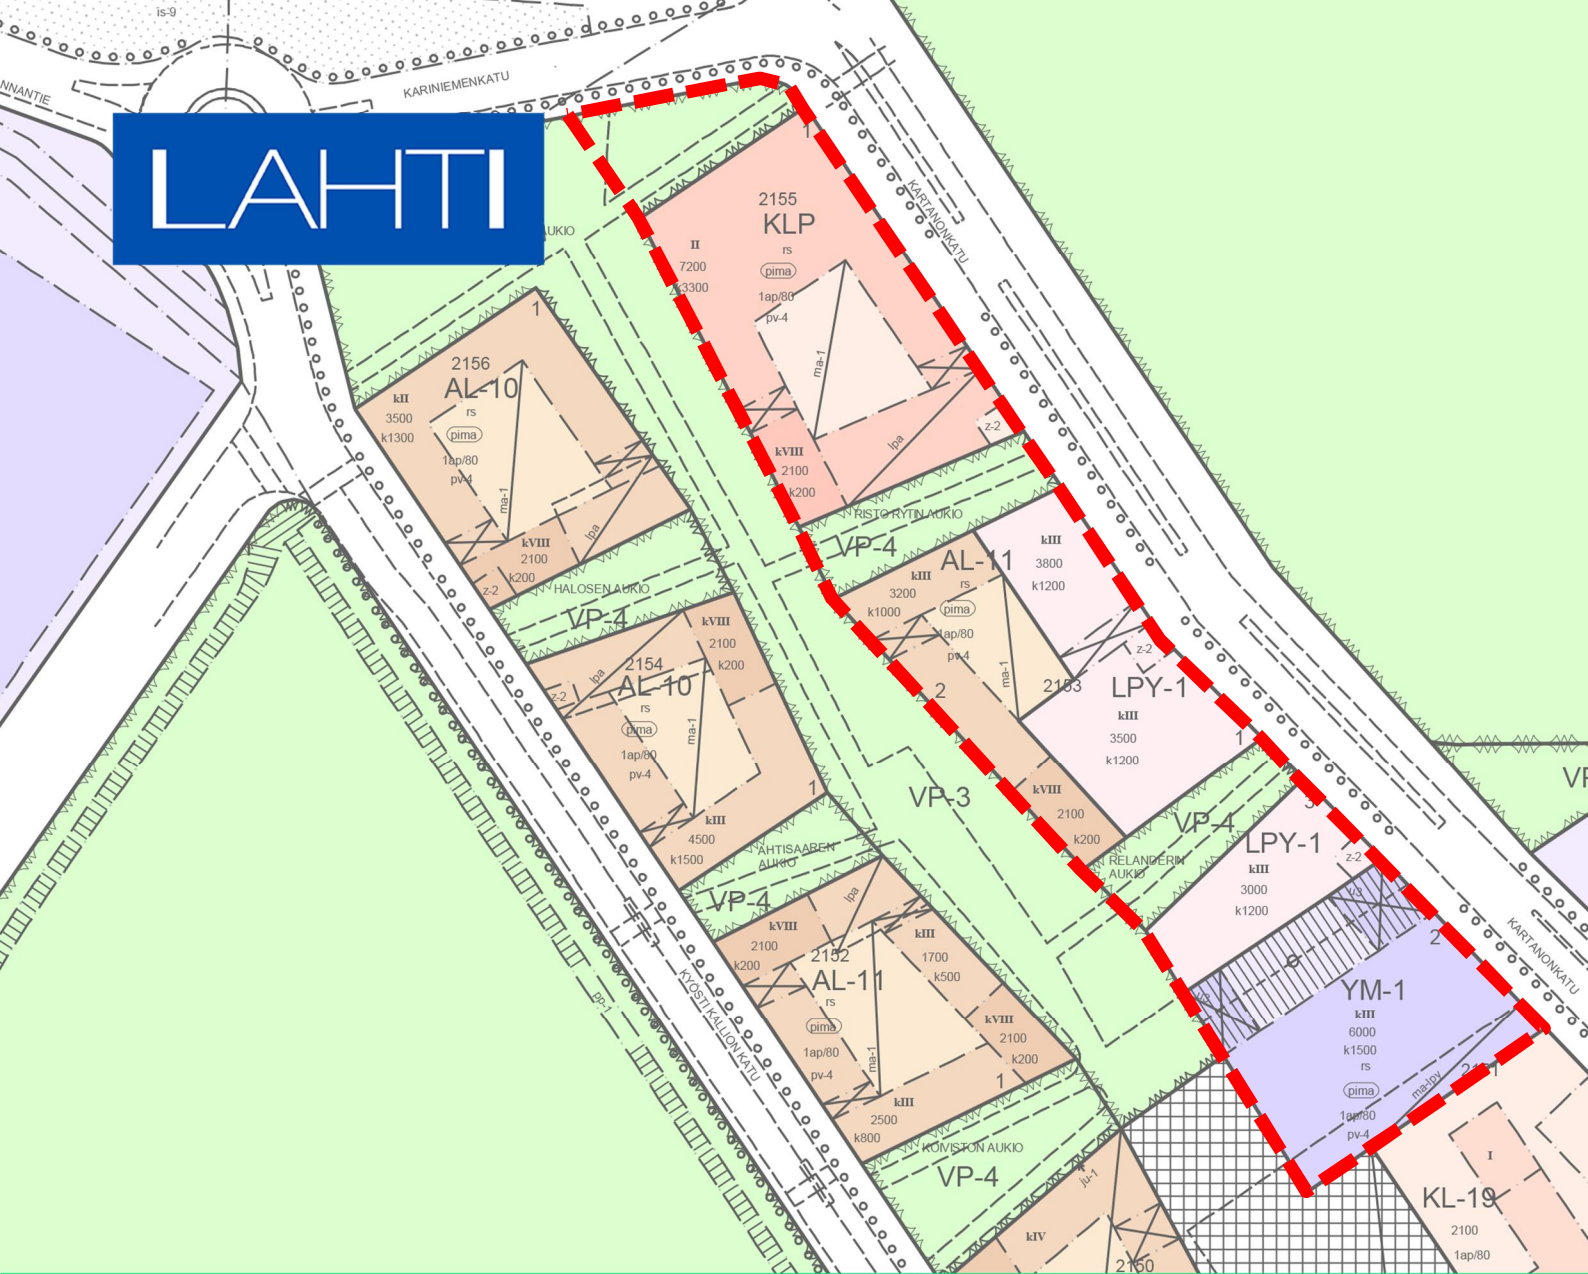 is-9
NNANTIE
KARINIEMENKATU
LAHTI
AUKIO
KARTANONKATU
1
2155
KLP
rs
pima
1ap/80
pv-4
II
7200
k3300
ma-1
lpa
z-2
kVIII
2100
k200
RISTO RYTIN AUKIO
VP-4
1
2156
AL-10
rs
pima
1ap/80
pv-4
kII
3500
k1300
ma-1
lpa
kVIII
2100
k200
z-2
HALOSEN AUKIO
VP-4
AL-11
rs
pima
1ap/80
pv-4
kIII
3200
k1000
ma-1
2
kIII
3800
k1200
z-2
2153
LPY-1
kIII
3500
k1200
1
kVIII
2100
k200
2154
AL-10
rs
pima
1ap/80
pv-4
lpa
z-2
ma-1
kVIII
2100
k200
kIII
4500
k1500
1
VP-3
VP-4
RELANDERIN
AUKIO
AHTISAAREN
AUKIO
VP-4
3
LPY-1
kIII
3000
k1200
z-2
2152
AL-11
rs
pima
1ap/80
pv-4
kVIII
2100
k200
lpa
ma-1
kIII
1700
k500
kVIII
2100
k200
1
kIII
2500
k800
2
YM-1
kIII
6000
k1500
rs
pima
1ap/80
pv-4
ma-lpy
KARTANONKATU
KYÖSTI KALLION KATU
pp-1
KOIVISTON AUKIO
VP-4
ju-1
kIV
2150
I
KL-19
2100
1ap/80
VP